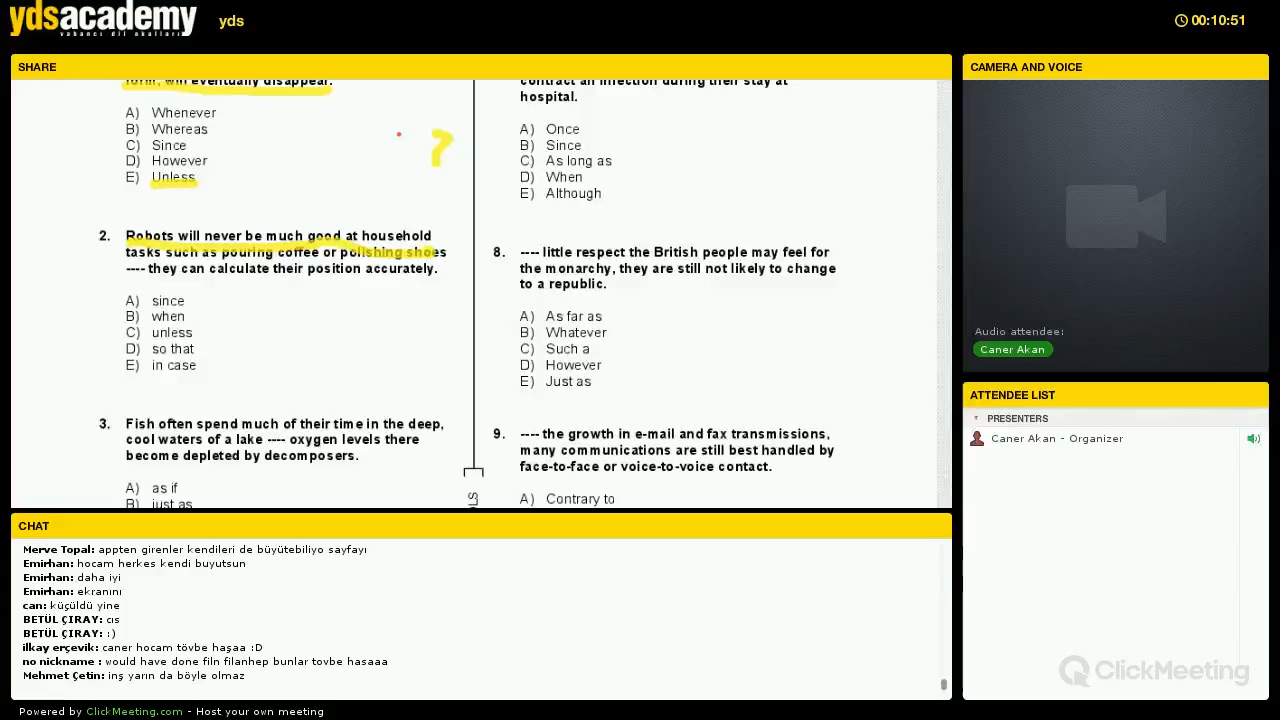 ydsacademy
yabancı dil okulları
yds
00:10:51
SHARE
form, will eventually disappear.
A) Whenever
B) Whereas
C) Since
D) However
E) Unless
?
2. Robots will never be much good at household
tasks such as pouring coffee or polishing shoes
---- they can calculate their position accurately.
A) since
B) when
C) unless
D) so that
E) in case
3. Fish often spend much of their time in the deep,
cool waters of a lake ---- oxygen levels there
become depleted by decomposers.
A) as if
B) just as
contract an infection during their stay at
hospital.
A) Once
B) Since
C) As long as
D) When
E) Although
8. ---- little respect the British people may feel for
the monarchy, they are still not likely to change
to a republic.
A) As far as
B) Whatever
C) Such a
D) However
E) Just as
9. ---- the growth in e-mail and fax transmissions,
many communications are still best handled by
face-to-face or voice-to-voice contact.
A) Contrary to
CAMERA AND VOICE
Audio attendee:
Caner Akan
ATTENDEE LIST
PRESENTERS
Caner Akan - Organizer
CHAT
Merve Topal: appten girenler kendileri de büyütebiliyo sayfayı
Emirhan: hocam herkes kendi buyutsun
Emirhan: daha iyi
Emirhan: ekranını
can: küçüldü yine
BETÜL ÇIRAY: cıs
BETÜL ÇIRAY: :)
ilkay erçevik: caner hocam tövbe haşaa :D
no nickname : would have done filn filanhep bunlar tovbe hasaaa
Mehmet Çetin: inş yarın da böyle olmaz
ClickMeeting
Powered by ClickMeeting.com - Host your own meeting